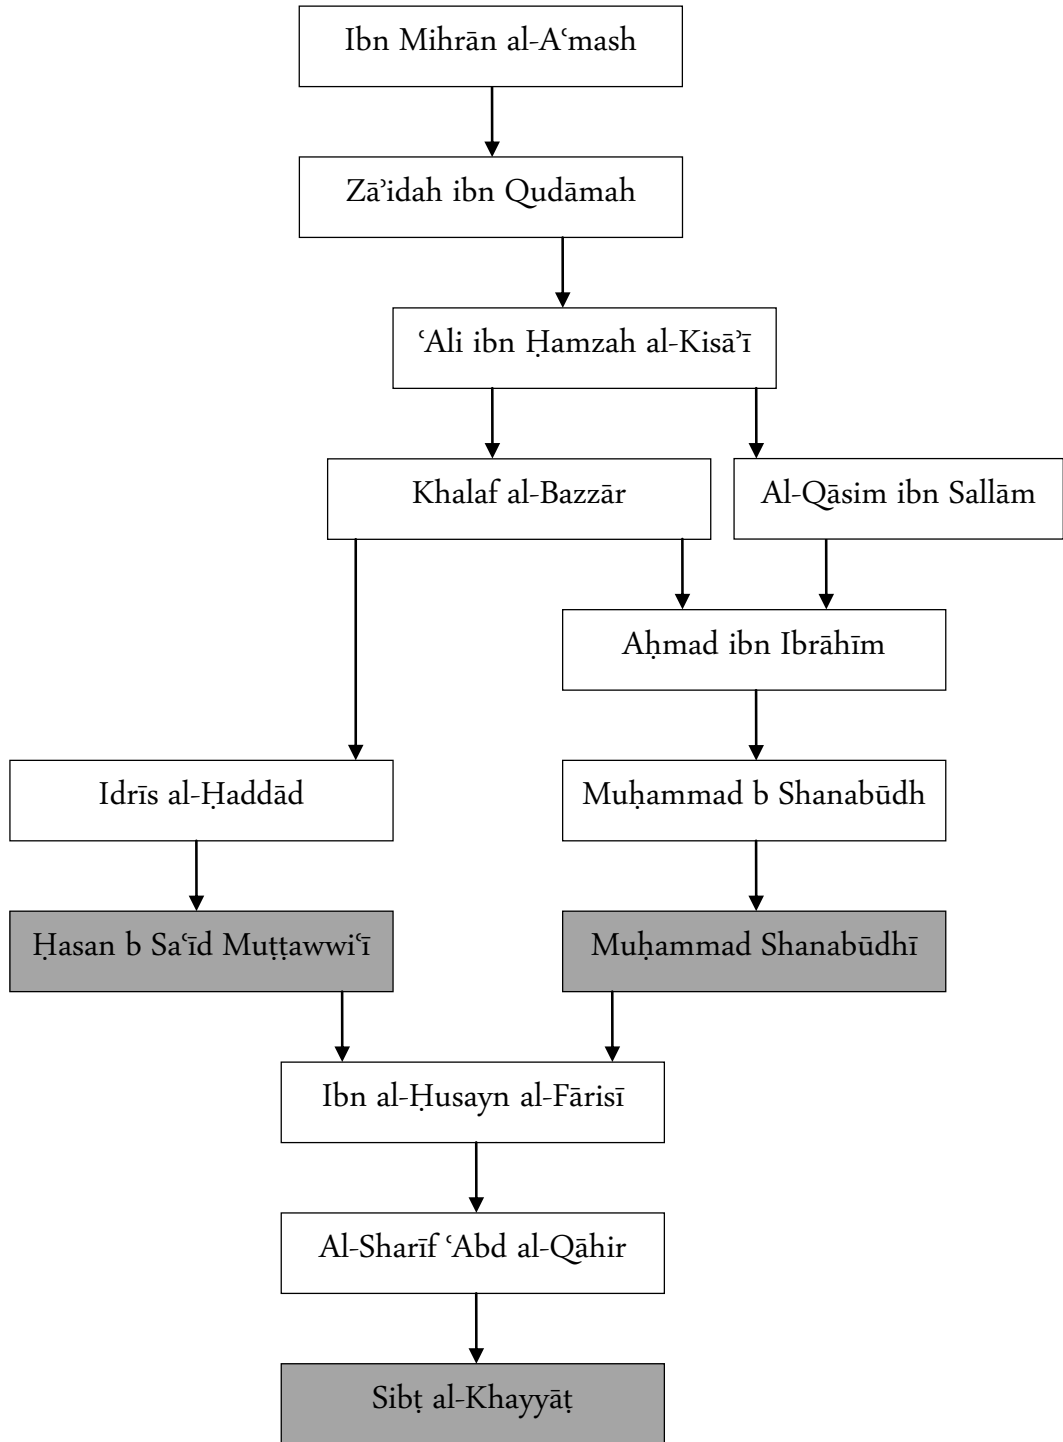 Ibn Mihrān al-Aʿmash
Zāʾidah ibn Qudāmah
ʿAli ibn Ḥamzah al-Kisāʾī
Khalaf al-Bazzār
Al-Qāsim ibn Sallām
Aḥmad ibn Ibrāhīm
Idrīs al-Ḥaddād
Muḥammad b Shanabūdh
Ḥasan b Saʿīd Muṭṭawwiʿī
Muḥammad Shanabūdhī
Ibn al-Ḥusayn al-Fārisī
Al-Sharīf ʿAbd al-Qāhir
Sibṭ al-Khayyāṭ